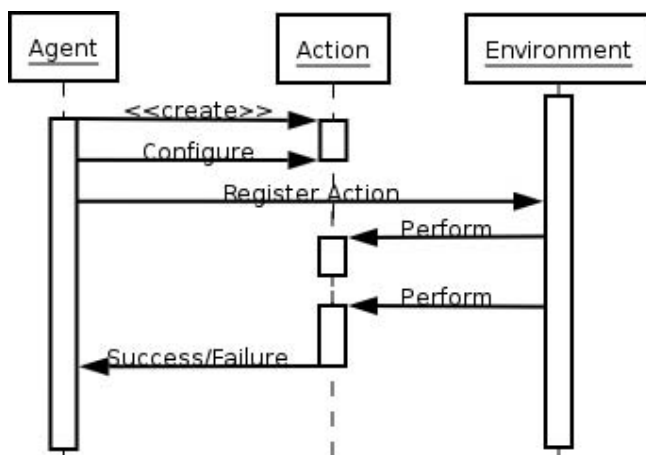 Agent
Action
Environment
<<create>>
Configure
Register Action
Perform
Perform
Success/Failure